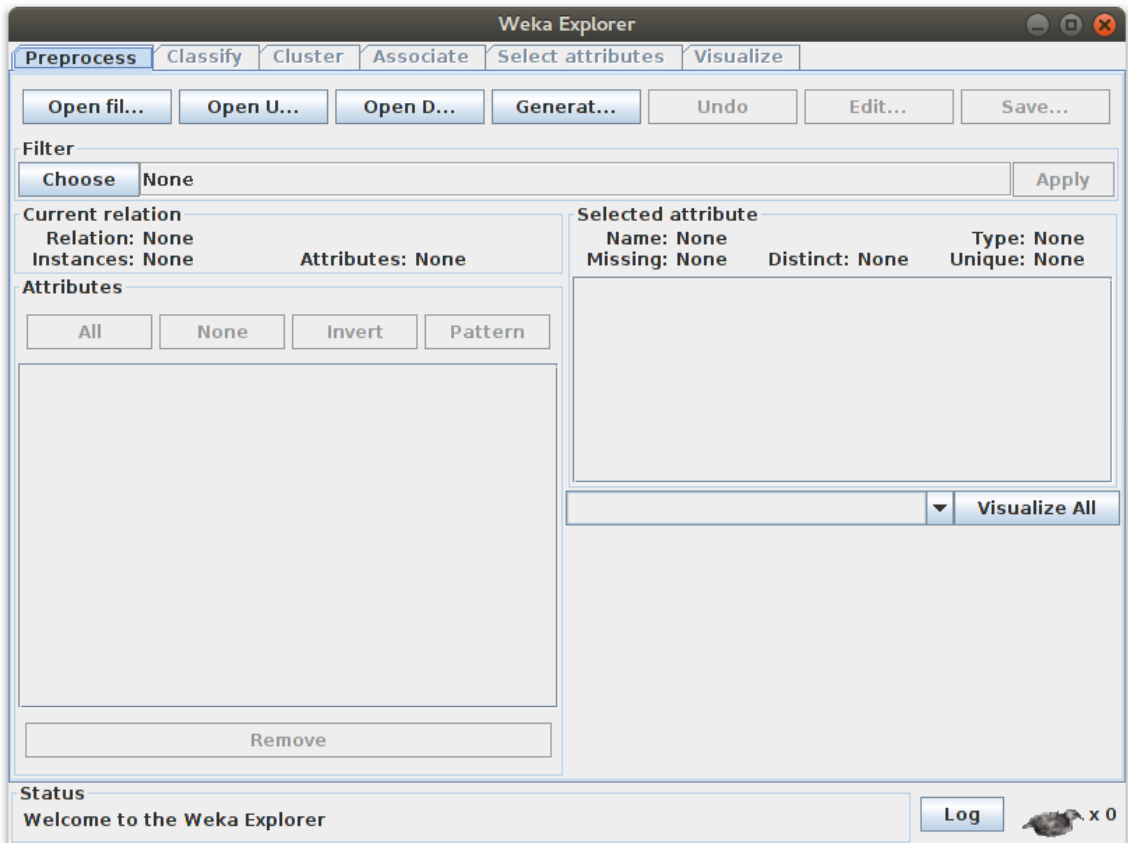 Weka Explorer
Preprocess Classify Cluster Associate Select attributes Visualize
Open fil... Open U... Open D... Generat... Undo Edit... Save...
Filter
Choose None Apply
Current relation
Relation: None
Instances: None Attributes: None
Attributes
All None Invert Pattern
Remove
Selected attribute
Name: None Type: None
Missing: None Distinct: None Unique: None
Visualize All
Status
Welcome to the Weka Explorer
Log x 0